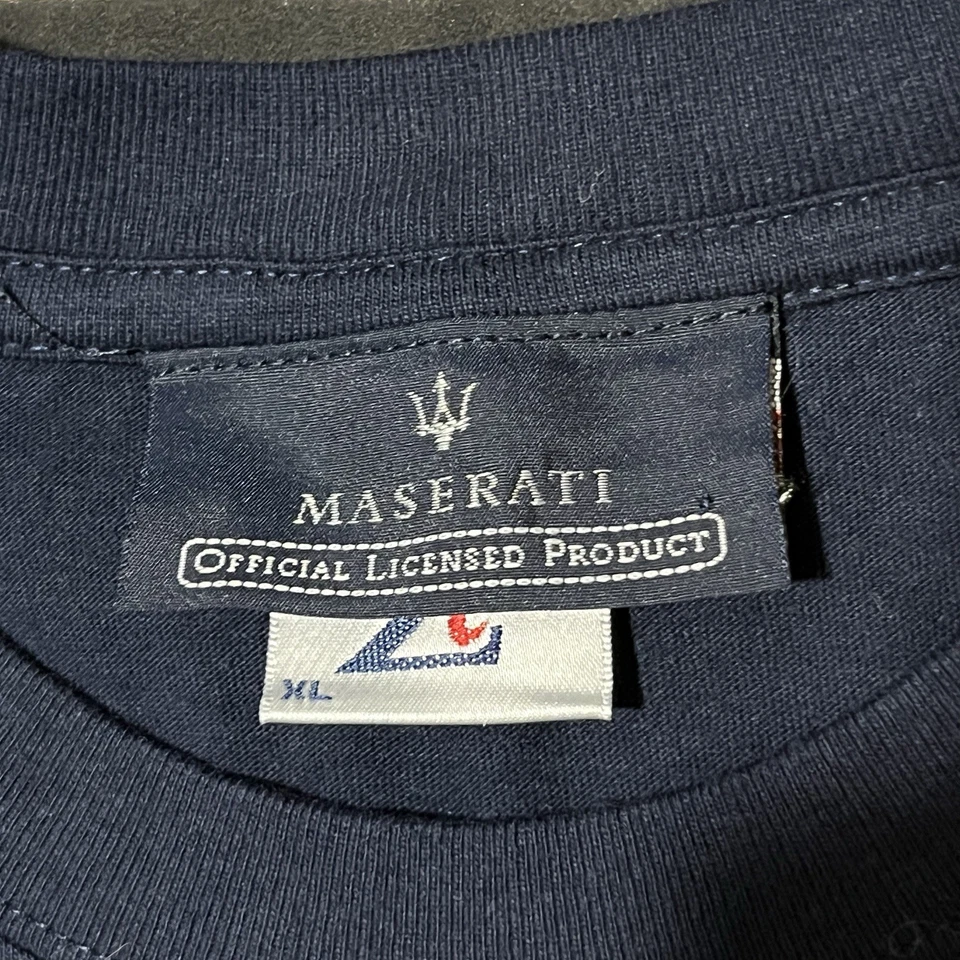 MASERATI
OFFICIAL LICENSED PRODUCT
XL